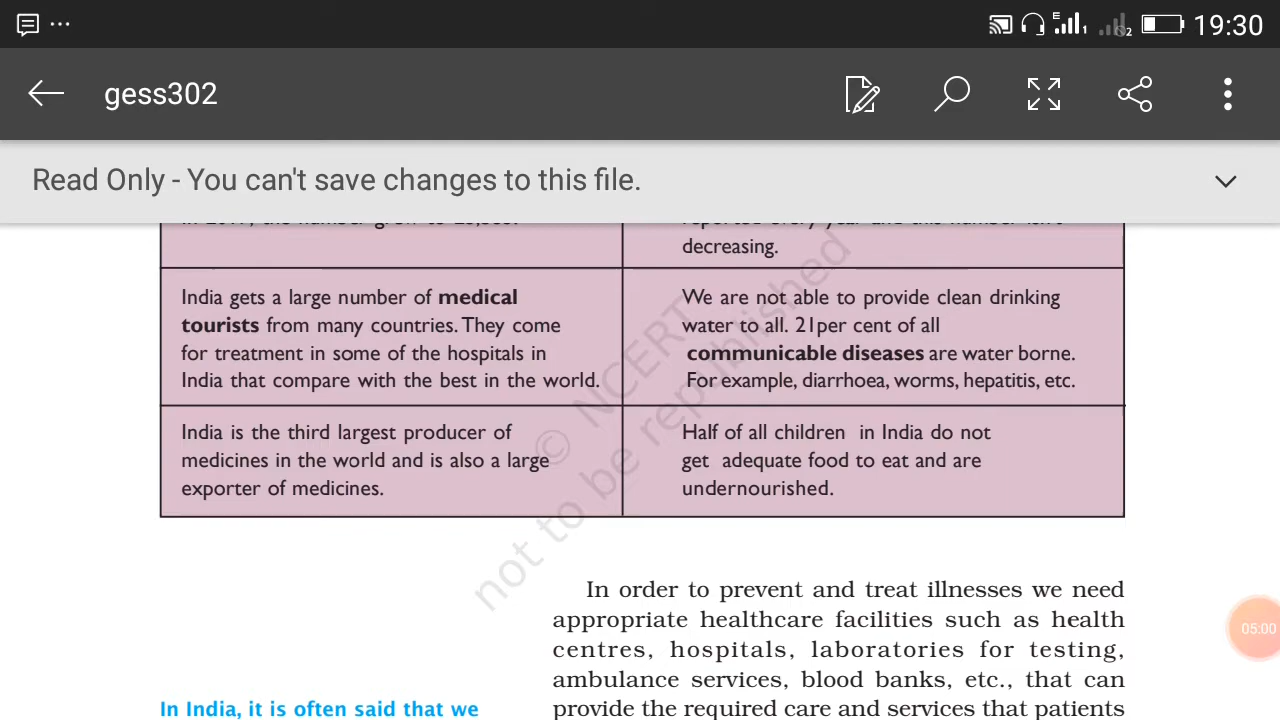 19:30
gess302
Read Only - You can't save changes to this file.
decreasing.
India gets a large number of medical
tourists from many countries. They come
for treatment in some of the hospitals in
India that compare with the best in the world.
We are not able to provide clean drinking
water to all. 21per cent of all
communicable diseases are water borne.
For example, diarrhoea, worms, hepatitis, etc.
India is the third largest producer of
medicines in the world and is also a large
exporter of medicines.
Half of all children in India do not
get adequate food to eat and are
undernourished.
© NCERT
not to be republished
In order to prevent and treat illnesses we need
appropriate healthcare facilities such as health
centres, hospitals, laboratories for testing,
ambulance services, blood banks, etc., that can
provide the required care and services that patients
In India, it is often said that we
05:00